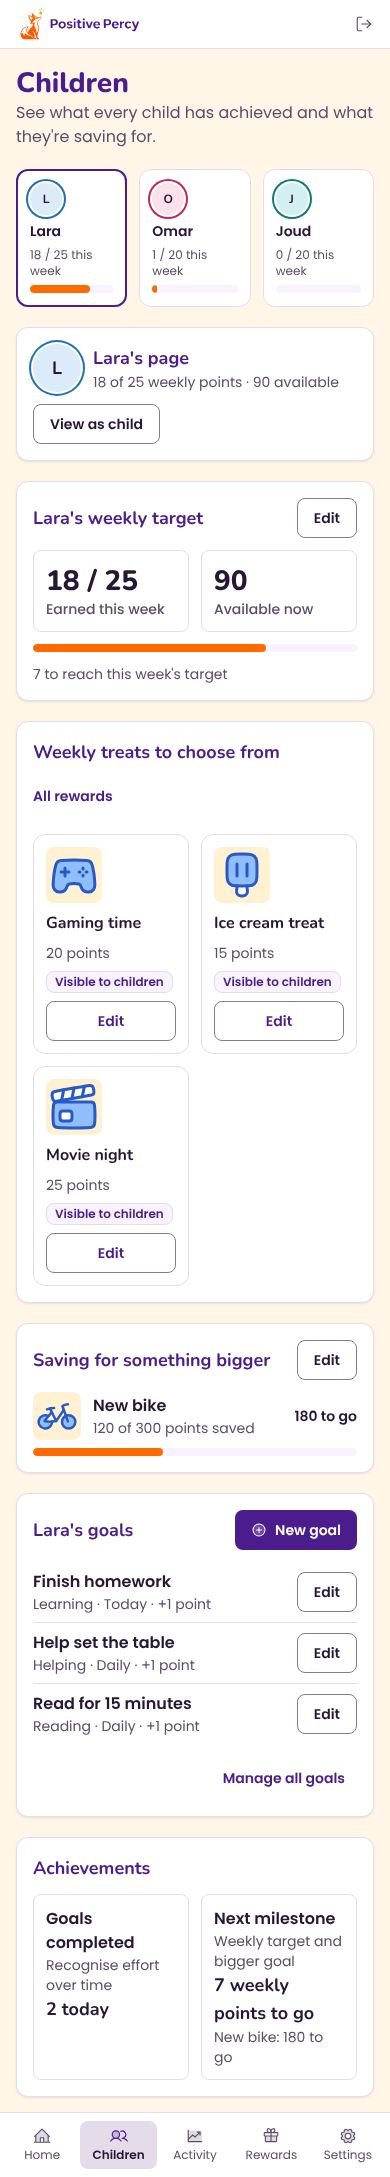 Positive Percy
Children
See what every child has achieved and what
they're saving for.
L
Lara
18 / 25 this
week
O
Omar
1 / 20 this
week
J
Joud
0 / 20 this
week
L
Lara's page
18 of 25 weekly points · 90 available
View as child
Lara's weekly target
Edit
18 / 25
Earned this week
90
Available now
7 to reach this week's target
Weekly treats to choose from
All rewards
Gaming time
20 points
Visible to children
Edit
Ice cream treat
15 points
Visible to children
Edit
Movie night
25 points
Visible to children
Edit
Saving for something bigger
Edit
New bike
120 of 300 points saved
180 to go
Lara's goals
New goal
Finish homework
Learning · Today · +1 point
Edit
Help set the table
Helping · Daily · +1 point
Edit
Read for 15 minutes
Reading · Daily · +1 point
Edit
Manage all goals
Achievements
Goals
completed
Recognise effort
over time
2 today
Next milestone
Weekly target and
bigger goal
7 weekly
points to go
New bike: 180 to
go
Home
Children
Activity
Rewards
Settings